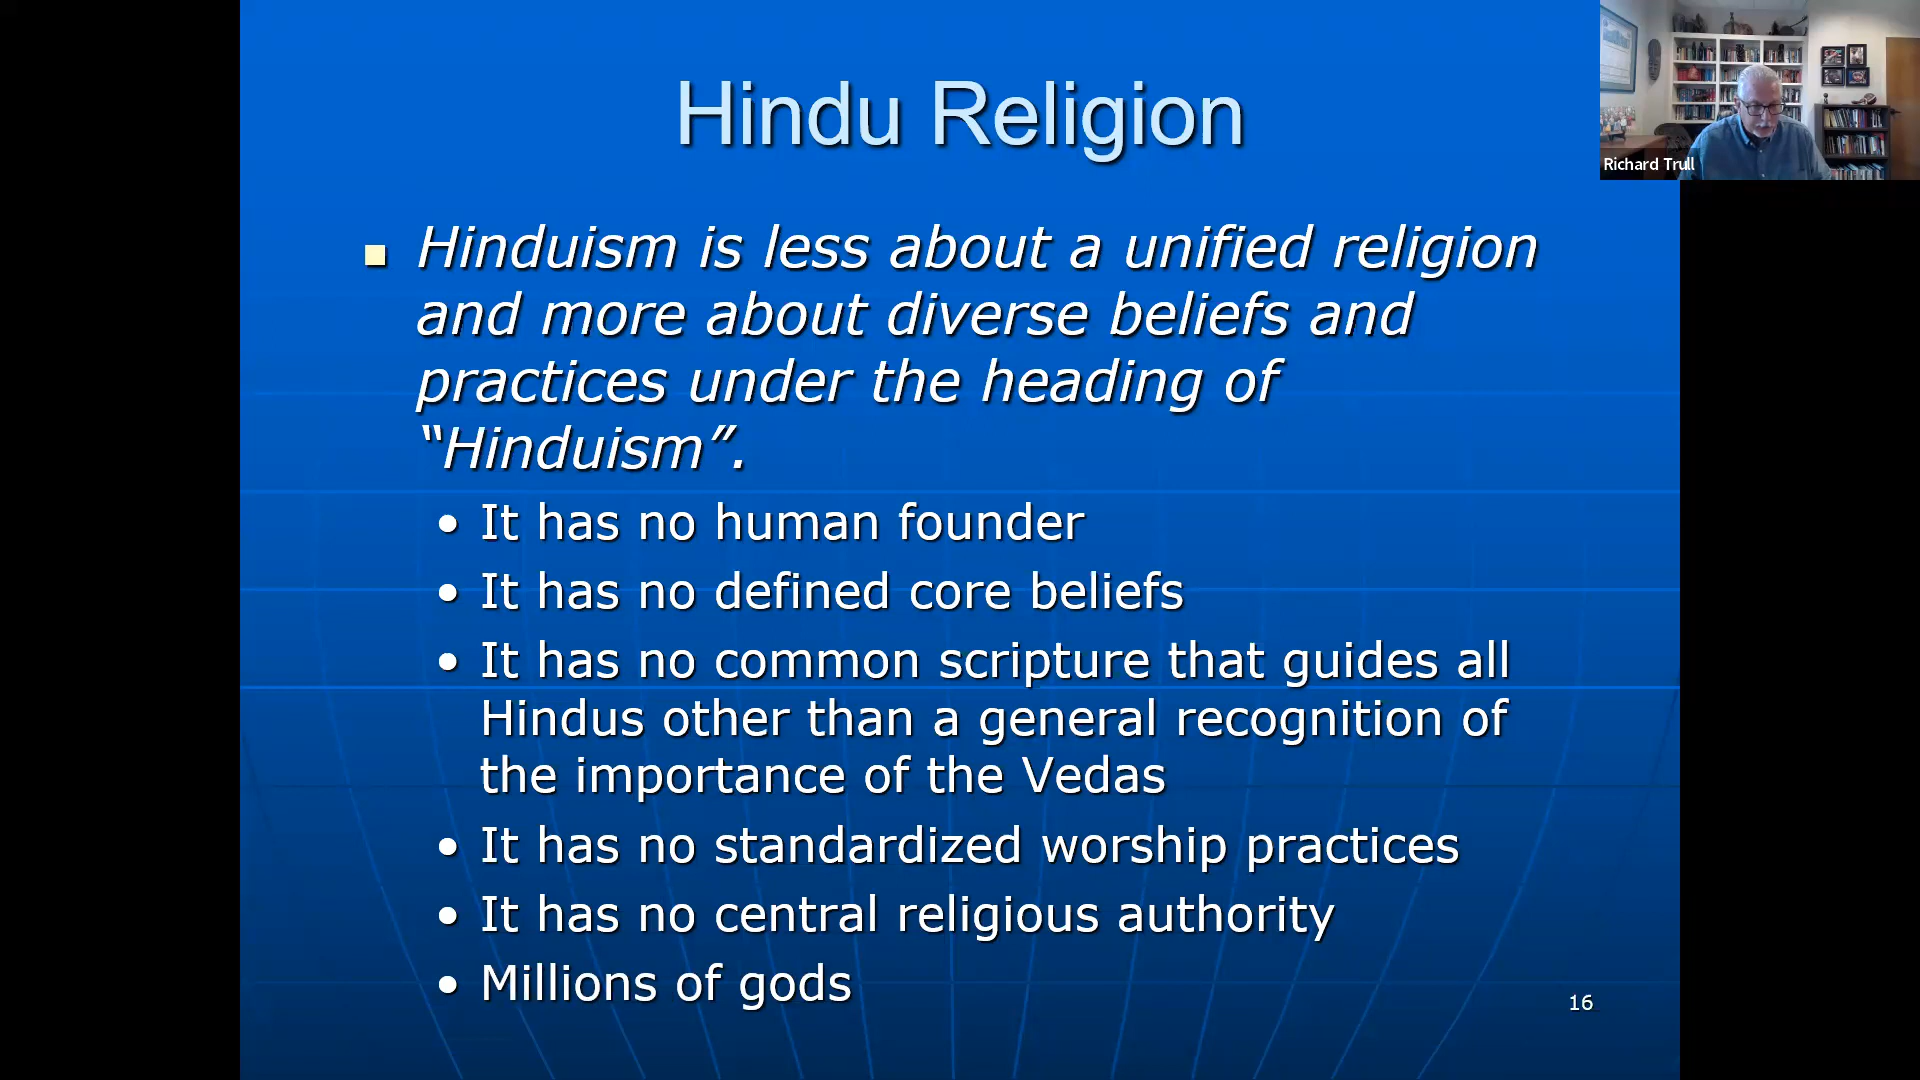 Hindu Religion
Richard Trull
Hinduism is less about a unified religion
and more about diverse beliefs and
practices under the heading of
“Hinduism”.
• It has no human founder
• It has no defined core beliefs
• It has no common scripture that guides all
Hindus other than a general recognition of
the importance of the Vedas
• It has no standardized worship practices
• It has no central religious authority
• Millions of gods
16